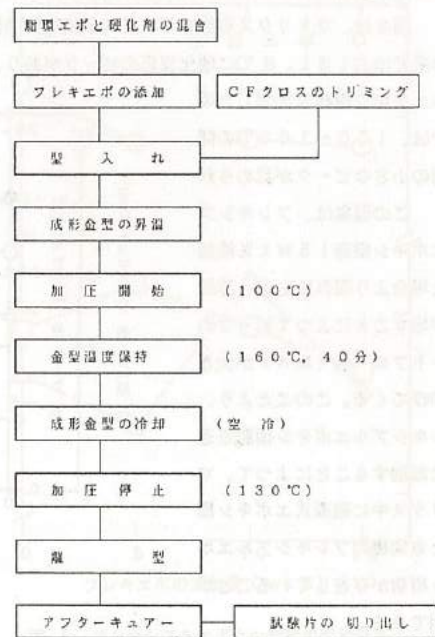 脂環エポと硬化剤の混合
フレキエポの添加
CFクロスのトリミング
型 入 れ
成形金型の昇温
加 圧 開 始 (100℃)
金型温度保持 (160℃, 40分)
成形金型の冷却 (空 冷)
加 圧 停 止 (130℃)
離 型
アフターキュアー
試験片の 切り出し